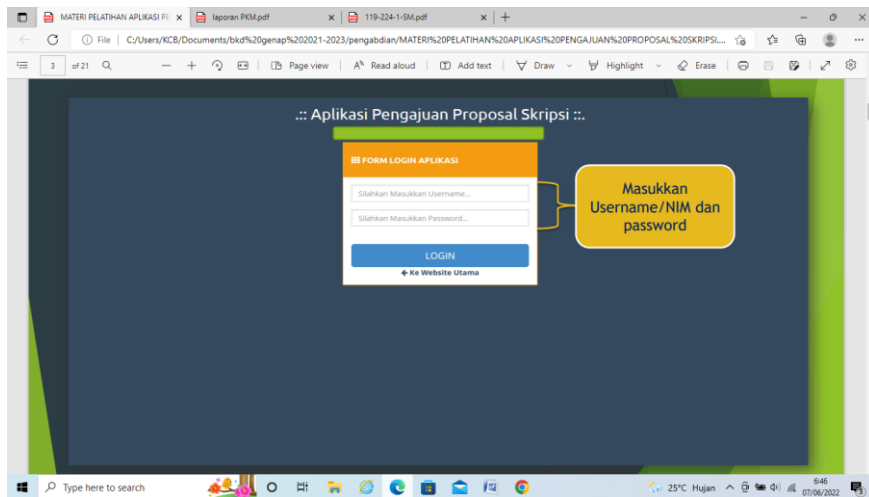 MATERI PELATIHAN APLIKASI PE
laporan PKM.pdf
119-224-1-SM.pdf
File | C:/Users/KCB/Documents/bkd%20genap%202021-2023/pengabdian/MATERI%20PELATIHAN%20APLIKASI%20PENGAJUAN%20PROPOSAL%20SKRIPSI...
3 of 21 Page view Read aloud Add text Draw Highlight Erase
.:: Aplikasi Pengajuan Proposal Skripsi ::.
FORM LOGIN APLIKASI
Silahkan Masukkan Username...
Silahkan Masukkan Password...
LOGIN
Ke Website Utama
Masukkan
Username/NIM dan
password
Type here to search
25°C Hujan
6:46
07/06/2022